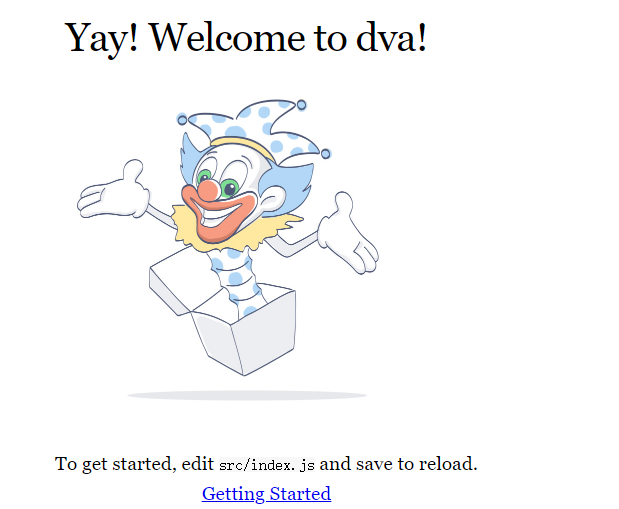 Yay! Welcome to dva!
To get started, edit src/index.js and save to reload.
Getting Started